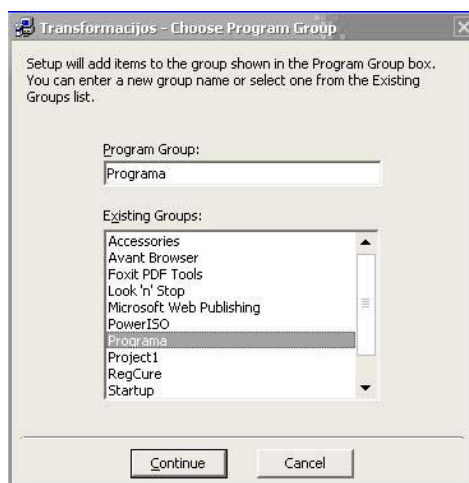 Transformacijos - Choose Program Group
Setup will add items to the group shown in the Program Group box.
You can enter a new group name or select one from the Existing
Groups list.
Program Group:
Programa
Existing Groups:
Accessories
Avant Browser
Foxit PDF Tools
Look 'n' Stop
Microsoft Web Publishing
PowerISO
Programa
Project1
RegCure
Startup
Continue
Cancel